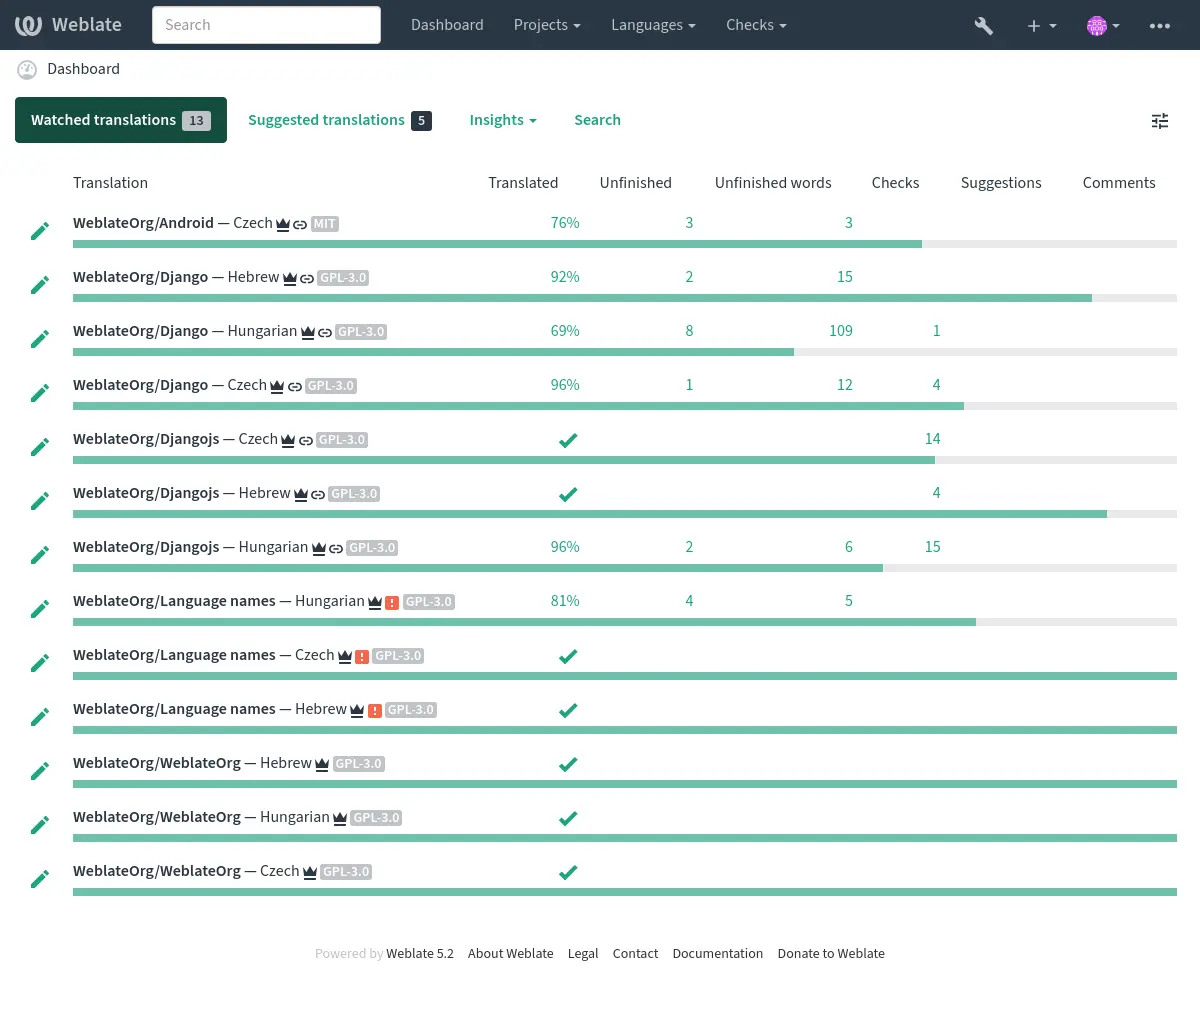 Weblate Search Dashboard Projects Languages Checks
Dashboard
Watched translations 13 Suggested translations 5 Insights Search
Translation Translated Unfinished Unfinished words Checks Suggestions Comments
WeblateOrg/Android — Czech MIT 76% 3 3
WeblateOrg/Django — Hebrew GPL-3.0 92% 2 15
WeblateOrg/Django — Hungarian GPL-3.0 69% 8 109 1
WeblateOrg/Django — Czech GPL-3.0 96% 1 12 4
WeblateOrg/Djangojs — Czech GPL-3.0 14
WeblateOrg/Djangojs — Hebrew GPL-3.0 4
WeblateOrg/Djangojs — Hungarian GPL-3.0 96% 2 6 15
WeblateOrg/Language names — Hungarian ! GPL-3.0 81% 4 5
WeblateOrg/Language names — Czech ! GPL-3.0
WeblateOrg/Language names — Hebrew ! GPL-3.0
WeblateOrg/WeblateOrg — Hebrew GPL-3.0
WeblateOrg/WeblateOrg — Hungarian GPL-3.0
WeblateOrg/WeblateOrg — Czech GPL-3.0
Powered by Weblate 5.2 About Weblate Legal Contact Documentation Donate to Weblate